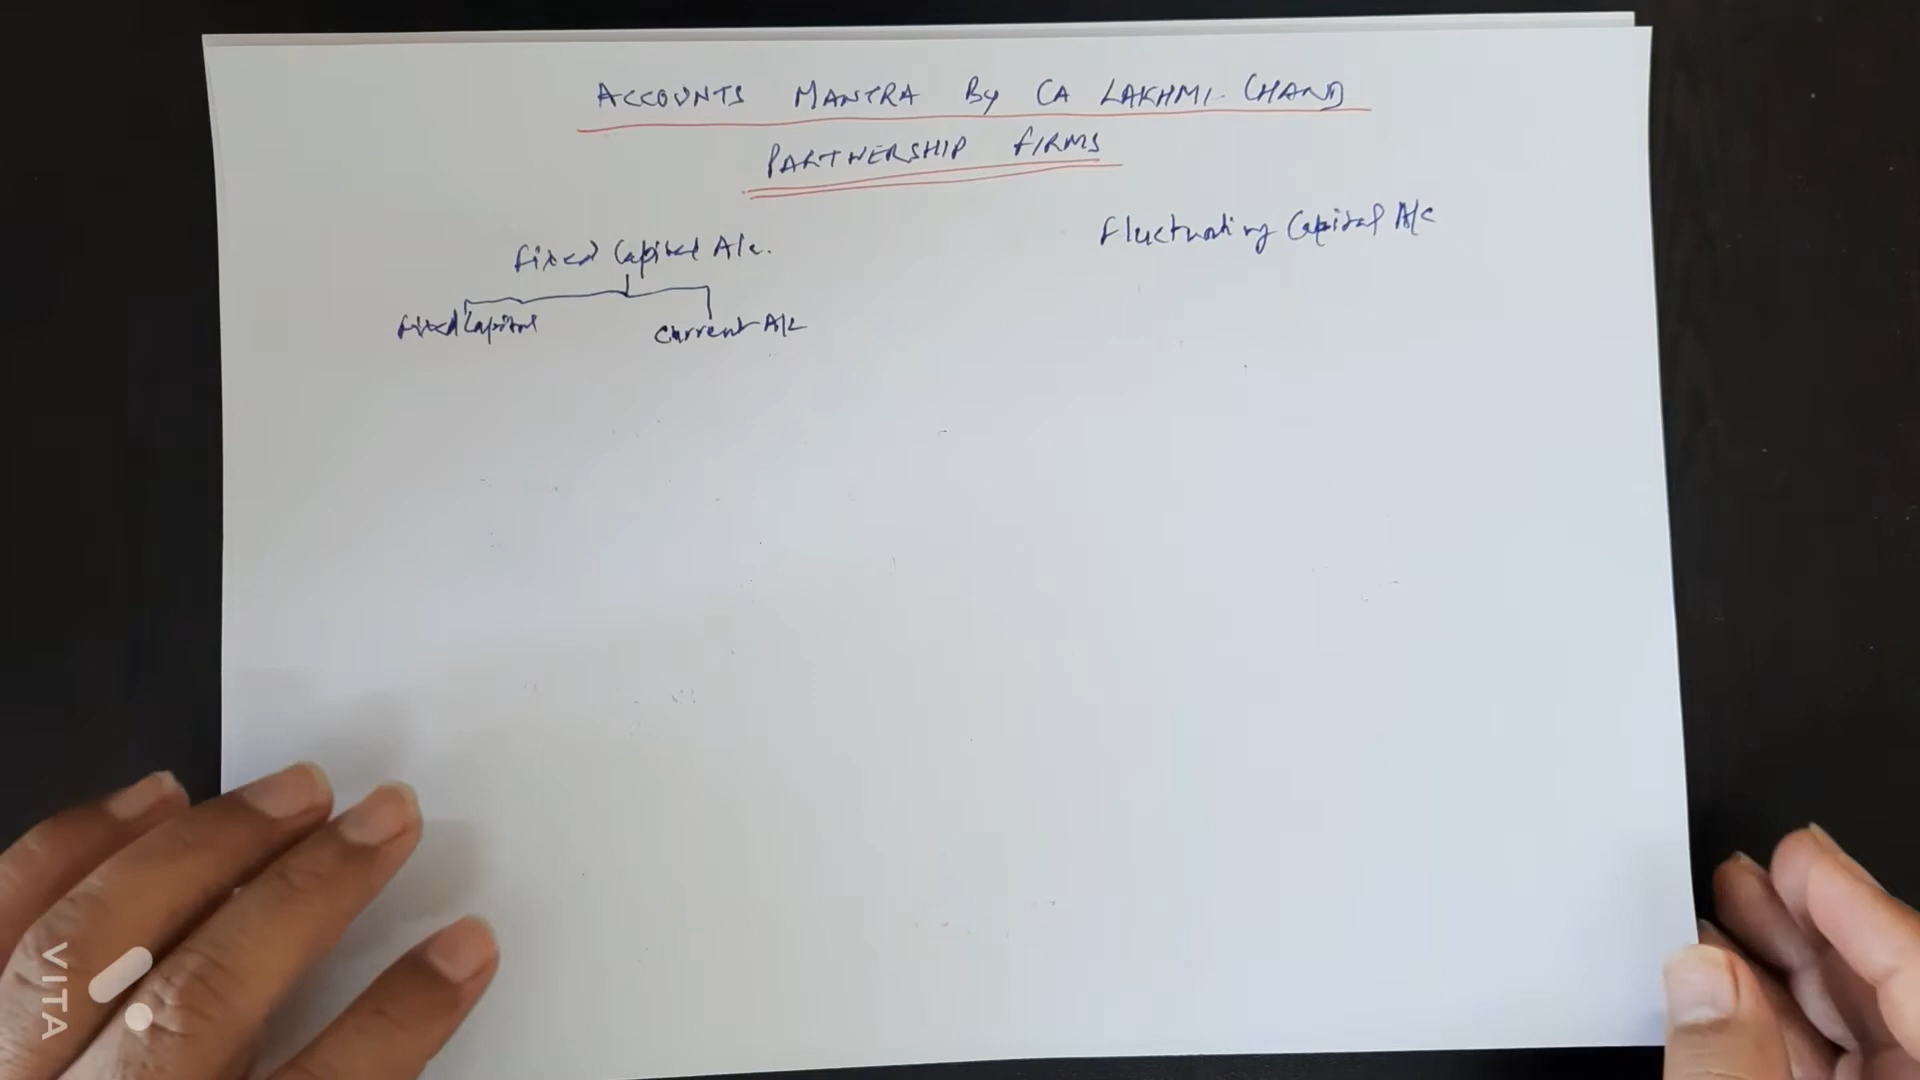 ACCOUNTS MANTRA By CA LAKHMI CHAND
PARTNERSHIP FIRMS
Fixed Capital A/c.
Fluctuating Capital A/c
Fixed Capital
Current A/c
VITA